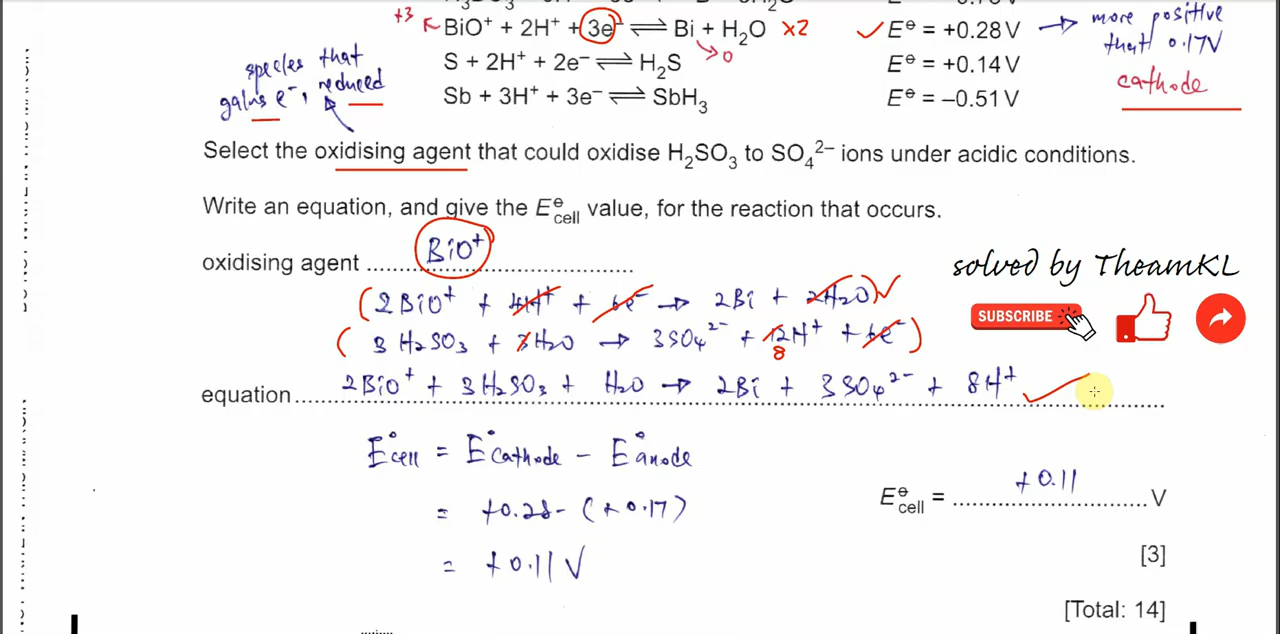 +3 BiO⁺ + 2H⁺ + 3e⁻ ⇌ Bi + H₂O ×2 ✓ E⦵ = +0.28 V → more positive
that 0.17V
→ 0
species that
gains e⁻, reduced
S + 2H⁺ + 2e⁻ ⇌ H₂S E⦵ = +0.14 V
cathode
Sb + 3H⁺ + 3e⁻ ⇌ SbH₃ E⦵ = –0.51 V
Select the oxidising agent that could oxidise H₂SO₃ to SO₄²⁻ ions under acidic conditions.
Write an equation, and give the E⦵cell value, for the reaction that occurs.
oxidising agent BiO⁺
solved by TheamKL
SUBSCRIBE
(2BiO⁺ + 4H⁺ + 6e⁻ → 2Bi + 2H₂O)
(3H₂SO₃ + 3H₂O → 3SO₄²⁻ + 12H⁺ + 6e⁻)
8
equation 2BiO⁺ + 3H₂SO₃ + H₂O → 2Bi + 3SO₄²⁻ + 8H⁺ ✓
E°cell = E°cathode – E°anode
= +0.28 – (+0.17)
= +0.11 V
E⦵cell = +0.11 V
[3]
[Total: 14]